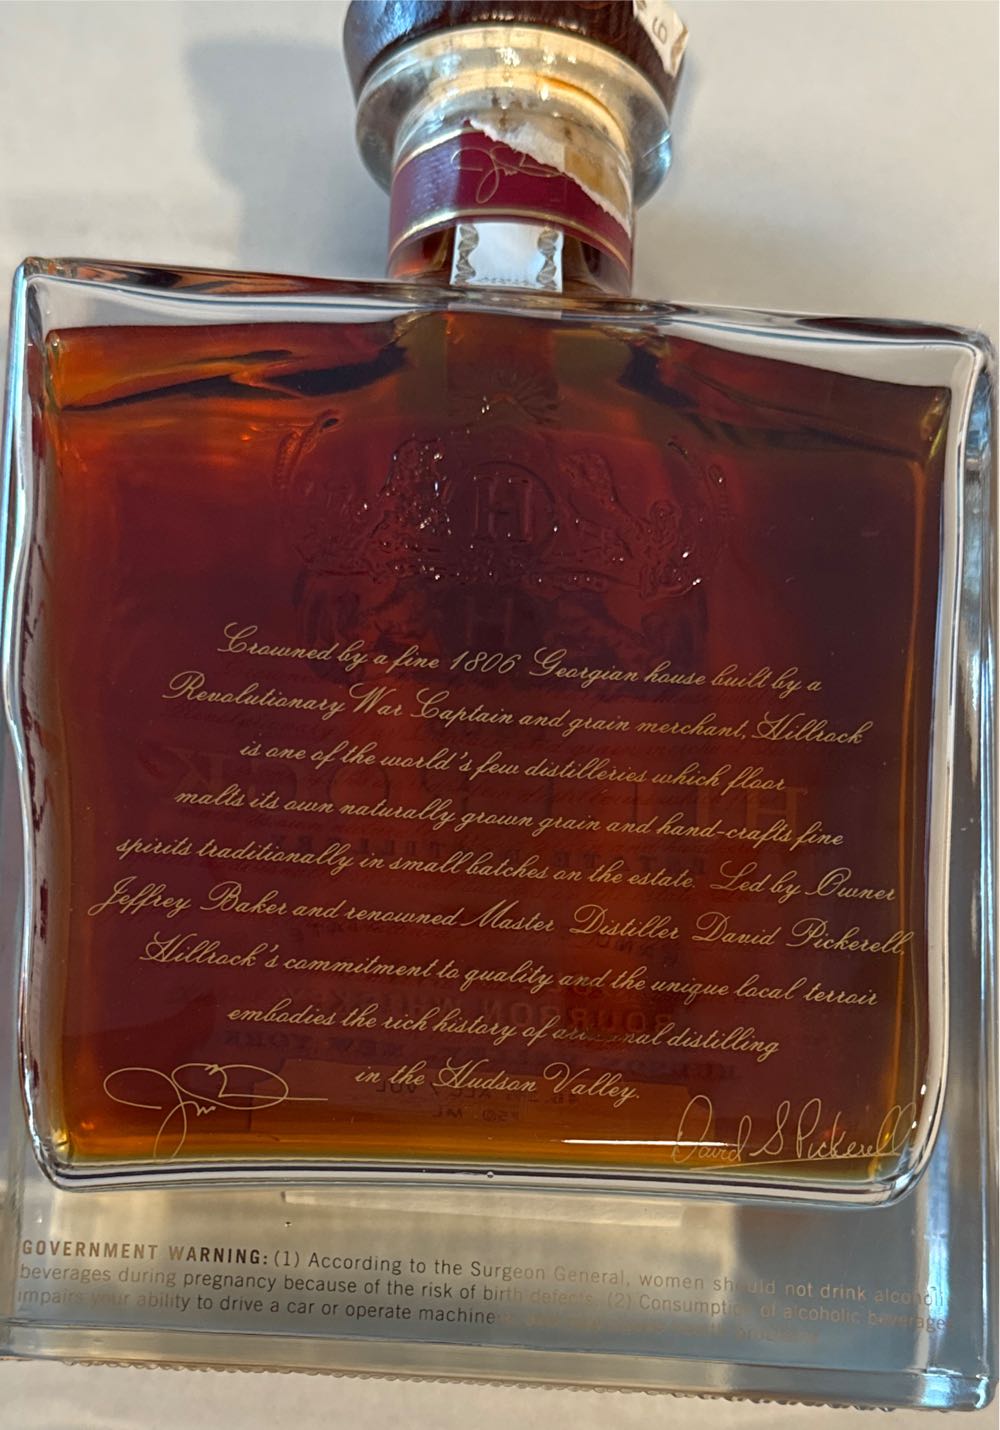 H
Crowned by a fine 1806 Georgian house built by a
Revolutionary War Captain and grain merchant, Hillrock
is one of the world's few distilleries which floor
malts its own naturally grown grain and hand-crafts fine
spirits traditionally in small batches on the estate. Led by Owner
Jeffrey Baker and renowned Master Distiller David Pickerell,
Hillrock's commitment to quality and the unique local terroir
embodies the rich history of artisanal distilling
in the Hudson Valley.
David S Pickerell
GOVERNMENT WARNING: (1) According to the Surgeon General, women should not drink alcoholic
beverages during pregnancy because of the risk of birth defects. (2) Consumption of alcoholic beverages
impairs your ability to drive a car or operate machinery,